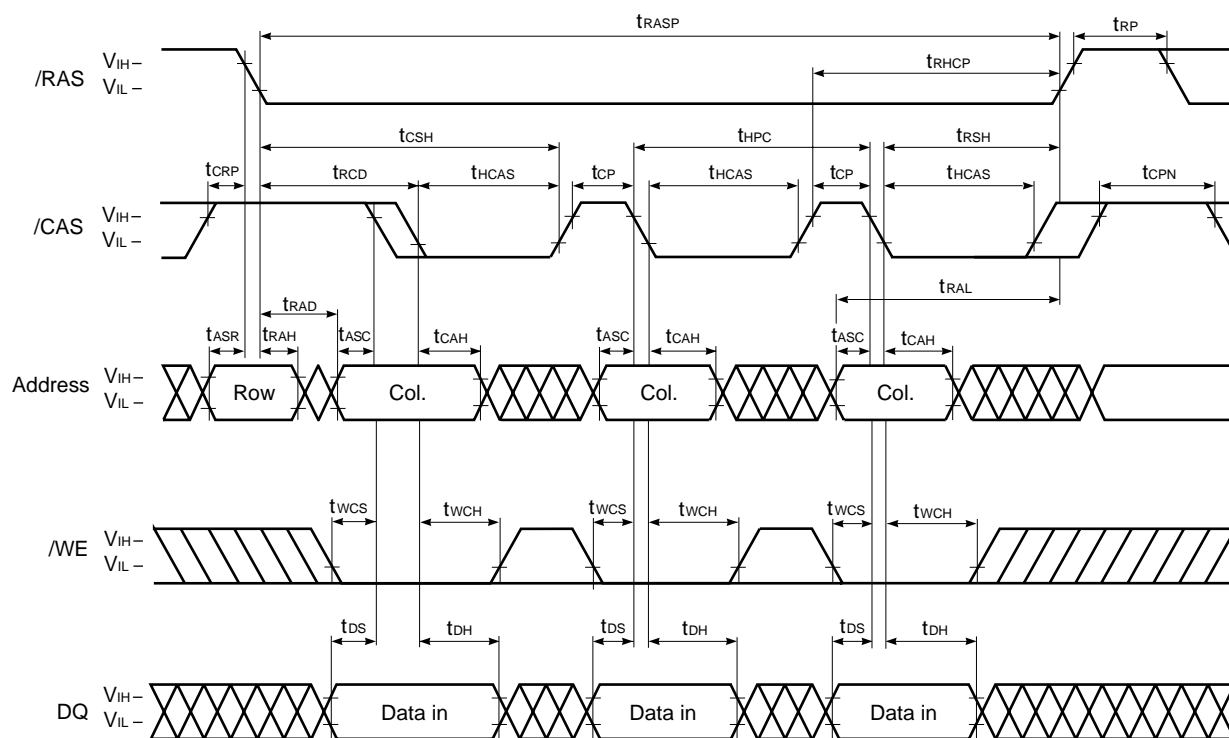 tRASP
tRP
/RAS
VIH –
VIL –
tRHCP
tCSH
tHPC
tRSH
tCRP
tRCD
tHCAS
tCP
tHCAS
tCP
tHCAS
tCPN
/CAS
VIH –
VIL –
tRAD
tRAL
tASR
tRAH
tASC
tCAH
tASC
tCAH
tASC
tCAH
Address
VIH –
VIL –
Row
Col.
Col.
Col.
tWCS
tWCH
tWCS
tWCH
tWCS
tWCH
/WE
VIH –
VIL –
tDS
tDH
tDS
tDH
tDS
tDH
DQ
VIH –
VIL –
Data in
Data in
Data in